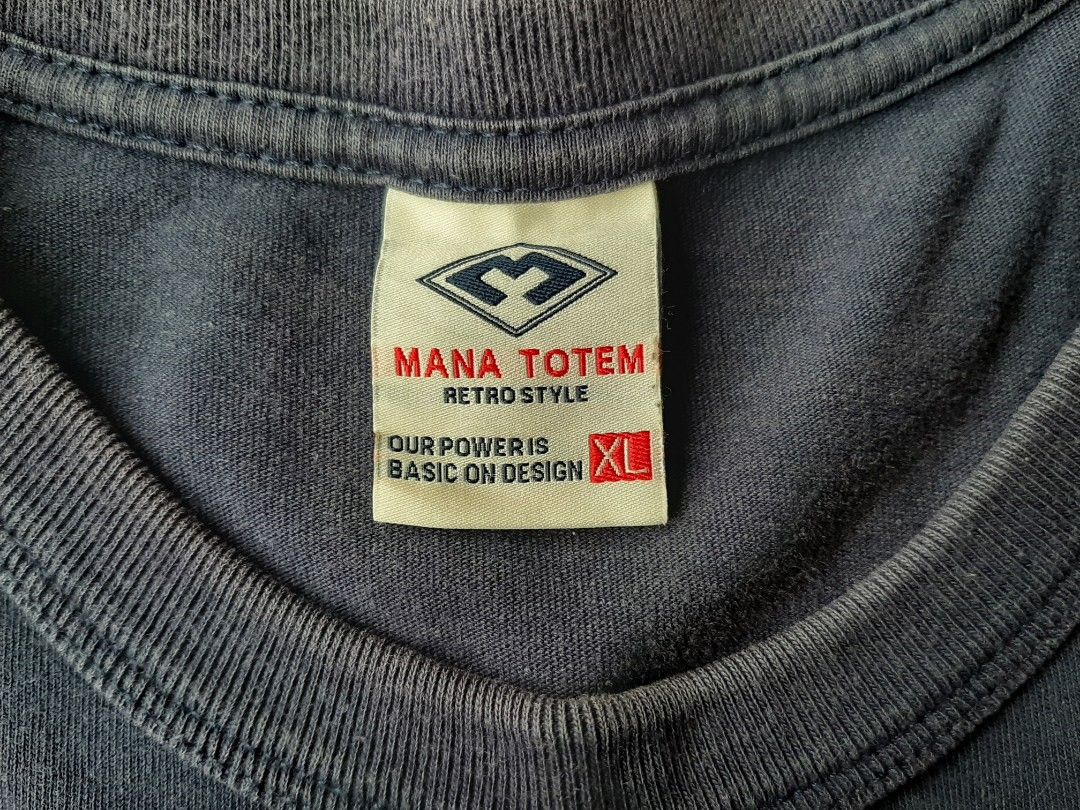 M
MANA TOTEM
RETRO STYLE
OUR POWER IS
BASIC ON DESIGN XL